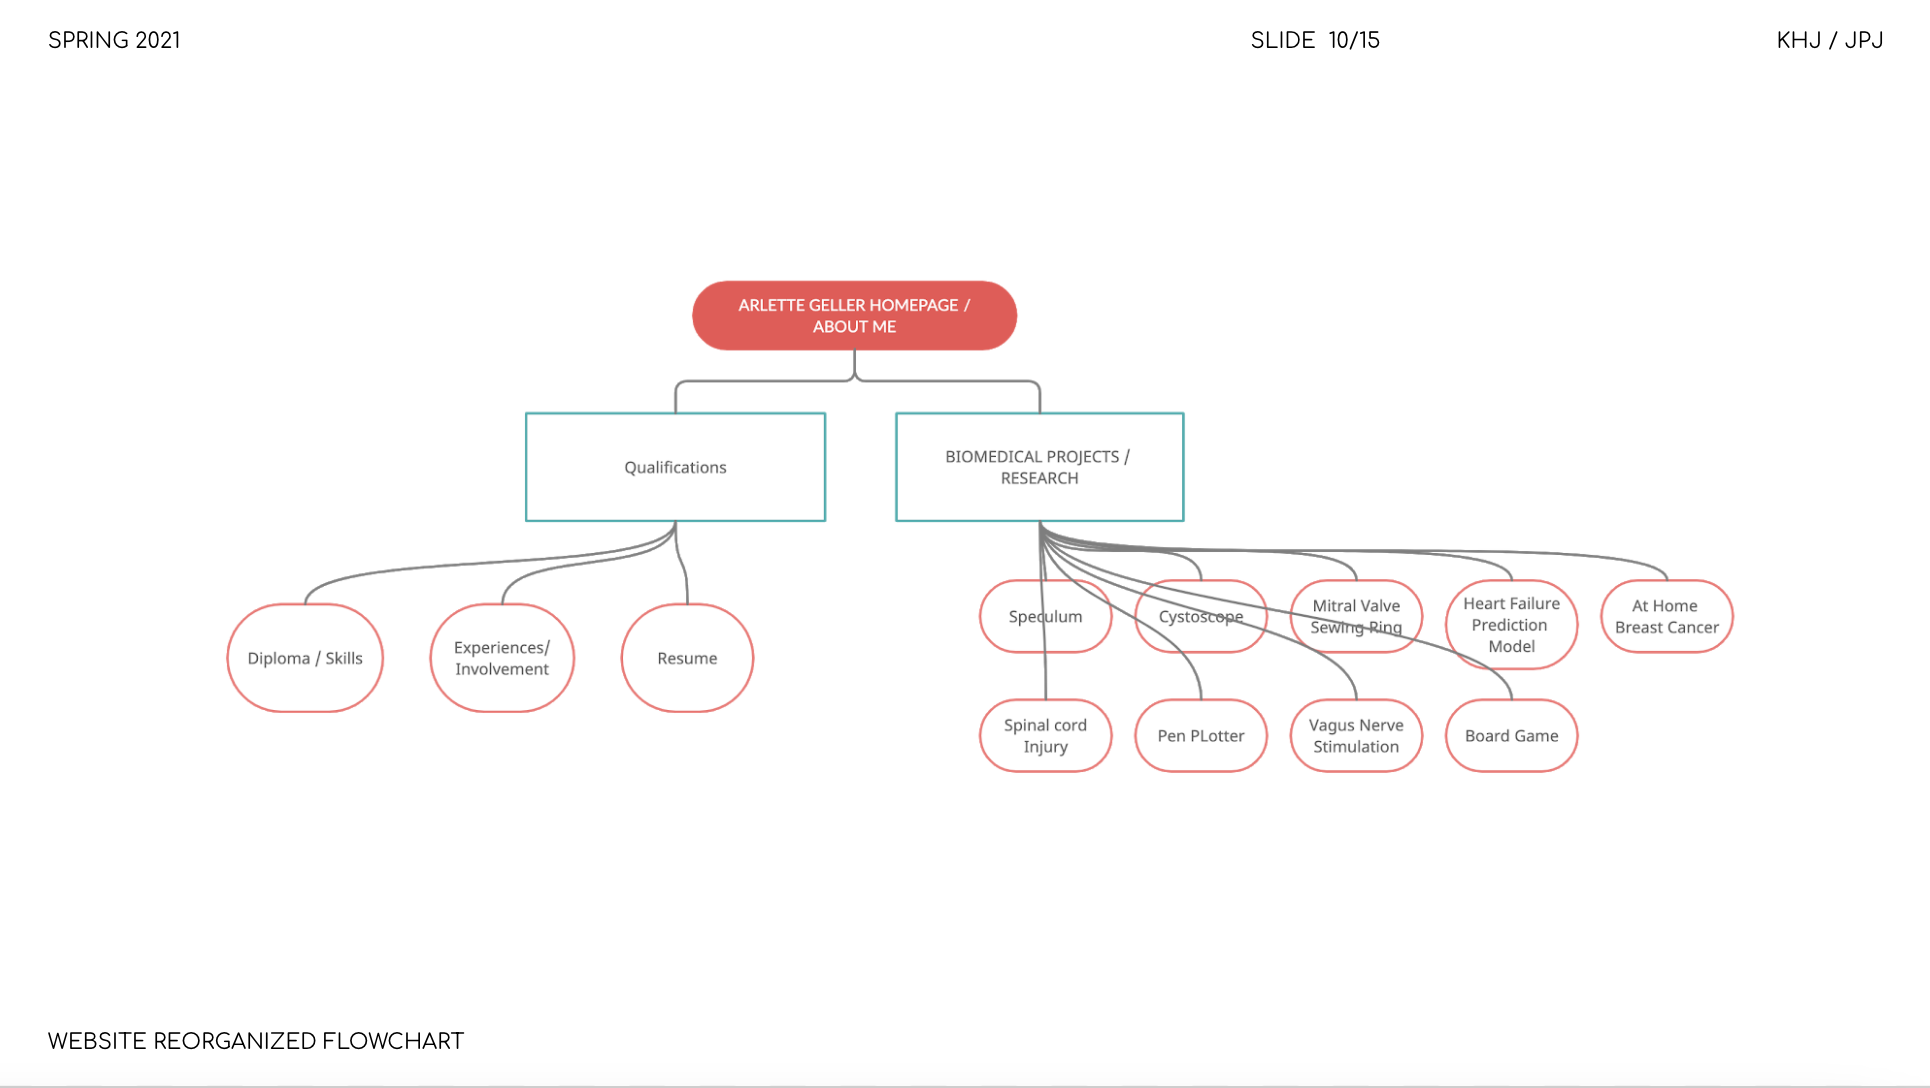 SPRING 2021
SLIDE 10/15
KHJ / JPJ
ARLETTE GELLER HOMEPAGE /
ABOUT ME
Qualifications
BIOMEDICAL PROJECTS /
RESEARCH
Diploma / Skills
Experiences/
Involvement
Resume
Speculum
Cystoscope
Mitral Valve
Sewing Ring
Heart Failure
Prediction
Model
At Home
Breast Cancer
Spinal cord
Injury
Pen PLotter
Vagus Nerve
Stimulation
Board Game
WEBSITE REORGANIZED FLOWCHART